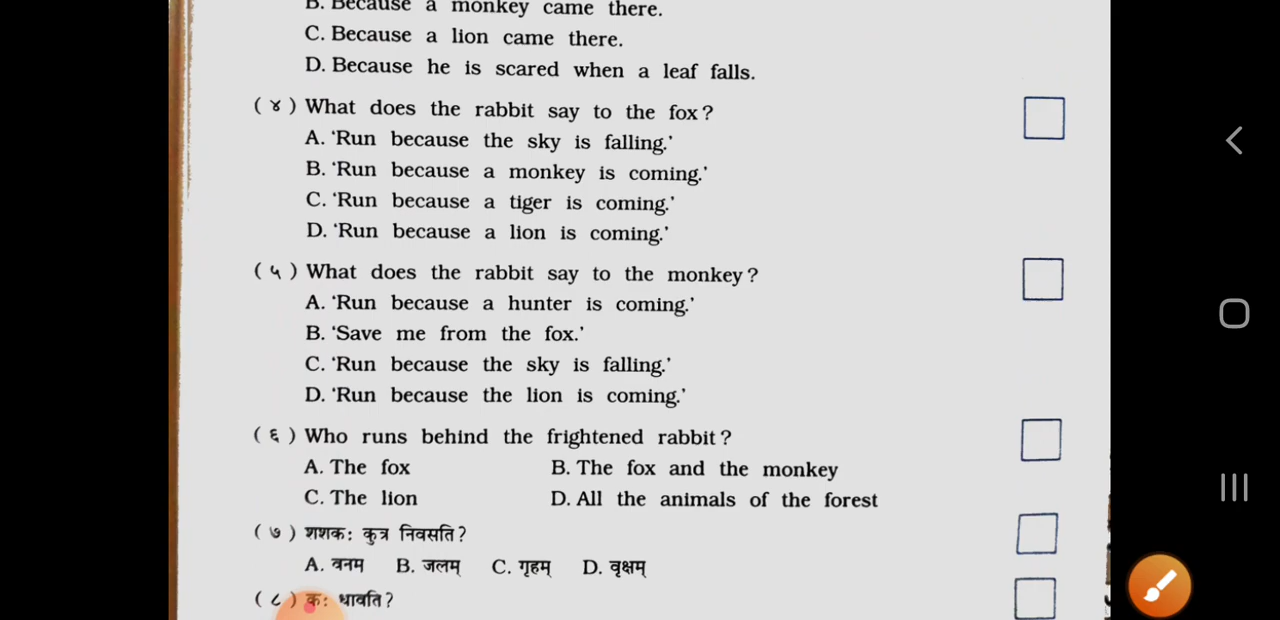 B. Because a monkey came there.
C. Because a lion came there.
D. Because he is scared when a leaf falls.
(૪) What does the rabbit say to the fox?
A. ‘Run because the sky is falling.’
B. ‘Run because a monkey is coming.’
C. ‘Run because a tiger is coming.’
D. ‘Run because a lion is coming.’
(૫) What does the rabbit say to the monkey?
A. ‘Run because a hunter is coming.’
B. ‘Save me from the fox.’
C. ‘Run because the sky is falling.’
D. ‘Run because the lion is coming.’
(૬) Who runs behind the frightened rabbit?
A. The fox B. The fox and the monkey
C. The lion D. All the animals of the forest
(૭) शशकः कुत्र निवसति?
A. वनम् B. जलम् C. गृहम् D. वृक्षम्
(૮) कः धावति?